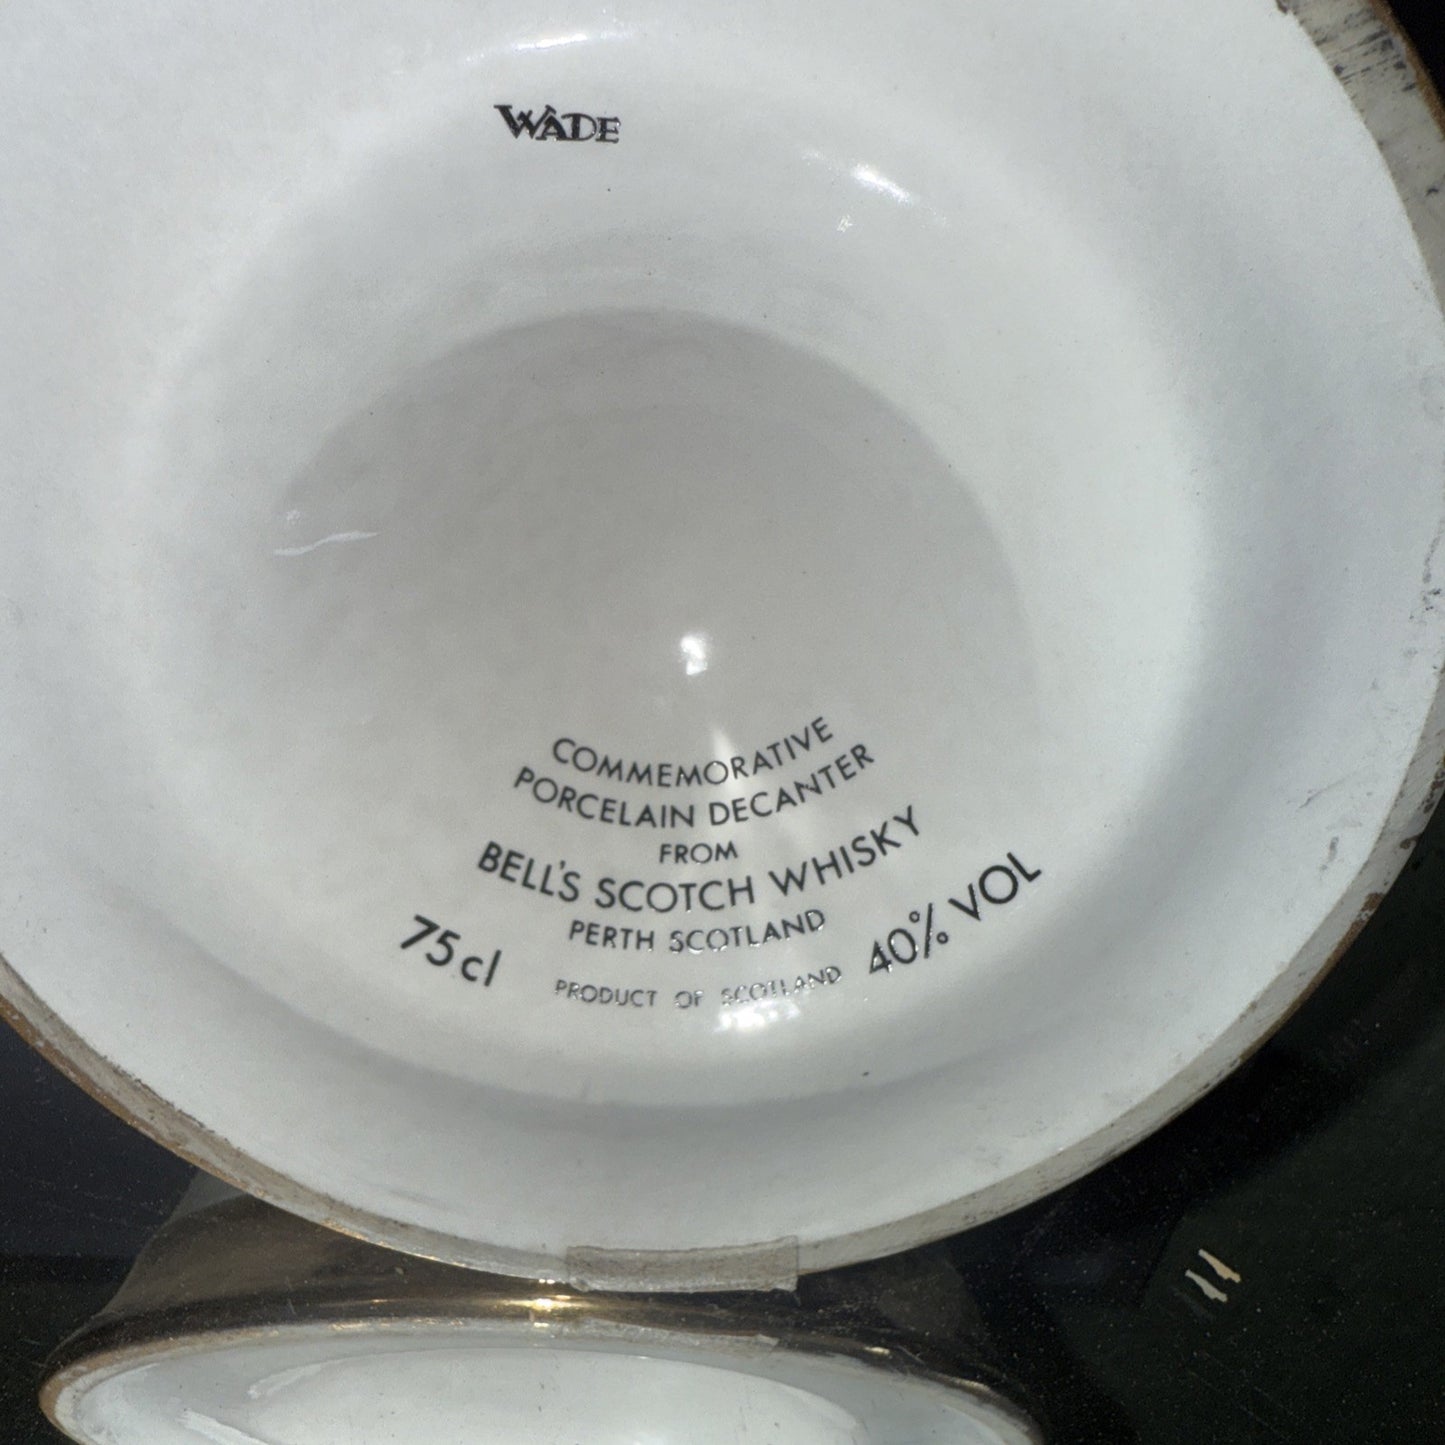 WADE
COMMEMORATIVE
PORCELAIN DECANTER
FROM
BELL'S SCOTCH WHISKY
PERTH SCOTLAND
75cl PRODUCT OF SCOTLAND 40% VOL